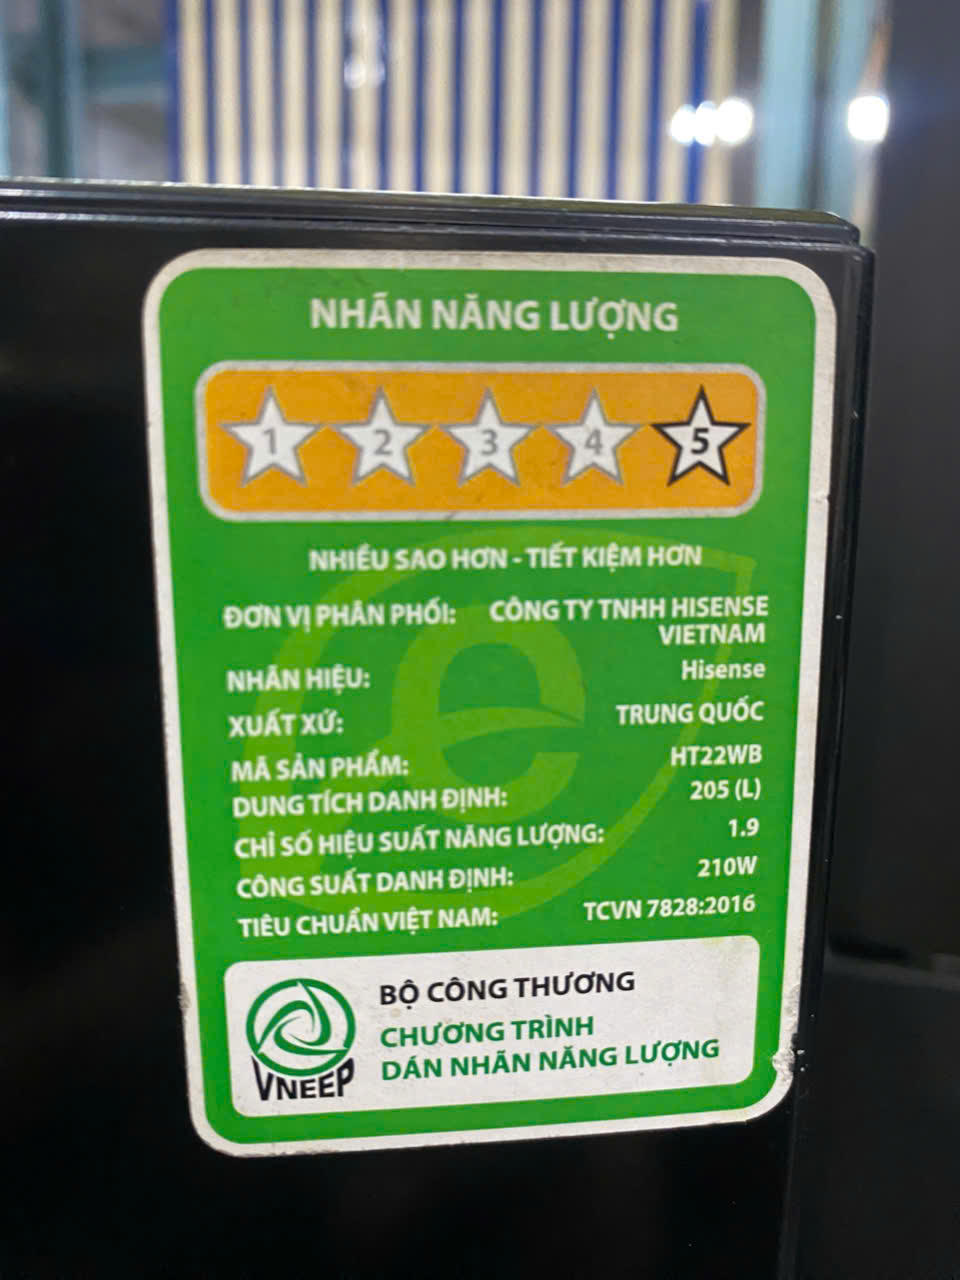 NHÃN NĂNG LƯỢNG
1 2 3 4 5
NHIỀU SAO HƠN - TIẾT KIỆM HƠN
ĐƠN VỊ PHÂN PHỐI: CÔNG TY TNHH HISENSE
VIETNAM
NHÃN HIỆU: Hisense
XUẤT XỨ: TRUNG QUỐC
MÃ SẢN PHẨM: HT22WB
DUNG TÍCH DANH ĐỊNH: 205 (L)
CHỈ SỐ HIỆU SUẤT NĂNG LƯỢNG: 1.9
CÔNG SUẤT DANH ĐỊNH: 210W
TIÊU CHUẨN VIỆT NAM: TCVN 7828:2016
BỘ CÔNG THƯƠNG
CHƯƠNG TRÌNH
DÁN NHÃN NĂNG LƯỢNG
VNEEP